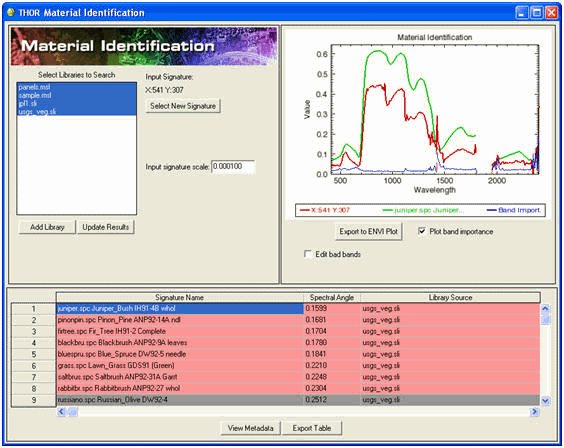 THOR Material Identification
Material Identification
Select Libraries to Search
panels.msl
sample.msl
jpl1.sli
usgs_veg.sli
Add Library
Update Results
Input Signature:
X:541 Y:307
Select New Signature
Input signature scale: 0.000100
Material Identification
Value
0.6
0.5
0.4
0.3
0.2
0.1
0.0
500 1000 1500 2000
Wavelength
X:541 Y:307 juniper.spc Juniper... Band Import.
Export to ENVI Plot
Plot band importance
Edit bad bands
Signature Name Spectral Angle Library Source
1 juniper.spc Juniper_Bush IH91-4B whol 0.1599 usgs_veg.sli
2 pinonpin.spc Pinon_Pine ANP92-14A ndl 0.1681 usgs_veg.sli
3 firtree.spc Fir_Tree IH91-2 Complete 0.1704 usgs_veg.sli
4 blackbru.spc Blackbrush ANP92-9A leaves 0.1780 usgs_veg.sli
5 bluespru.spc Blue_Spruce DW92-5 needle 0.1841 usgs_veg.sli
6 grass.spc Lawn_Grass GDS91 (Green) 0.2218 usgs_veg.sli
7 saltbrus.spc Saltbrush ANP92-31A Gant 0.2248 usgs_veg.sli
8 rabbitbr.spc Rabbitbrush ANP92-27 whol 0.2304 usgs_veg.sli
9 russiano.spc Russian_Olive DW92-4 0.2512 usgs_veg.sli
View Metadata
Export Table